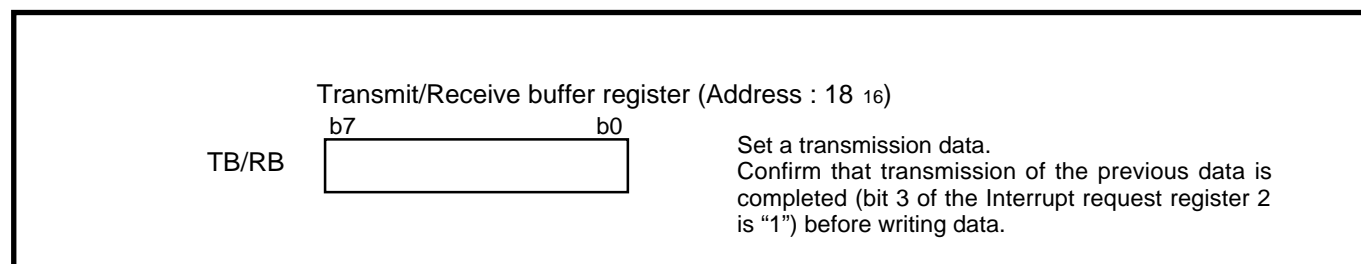 Transmit/Receive buffer register (Address : 18 16)
b7 b0
TB/RB
Set a transmission data.
Confirm that transmission of the previous data is
completed (bit 3 of the Interrupt request register 2
is “1”) before writing data.